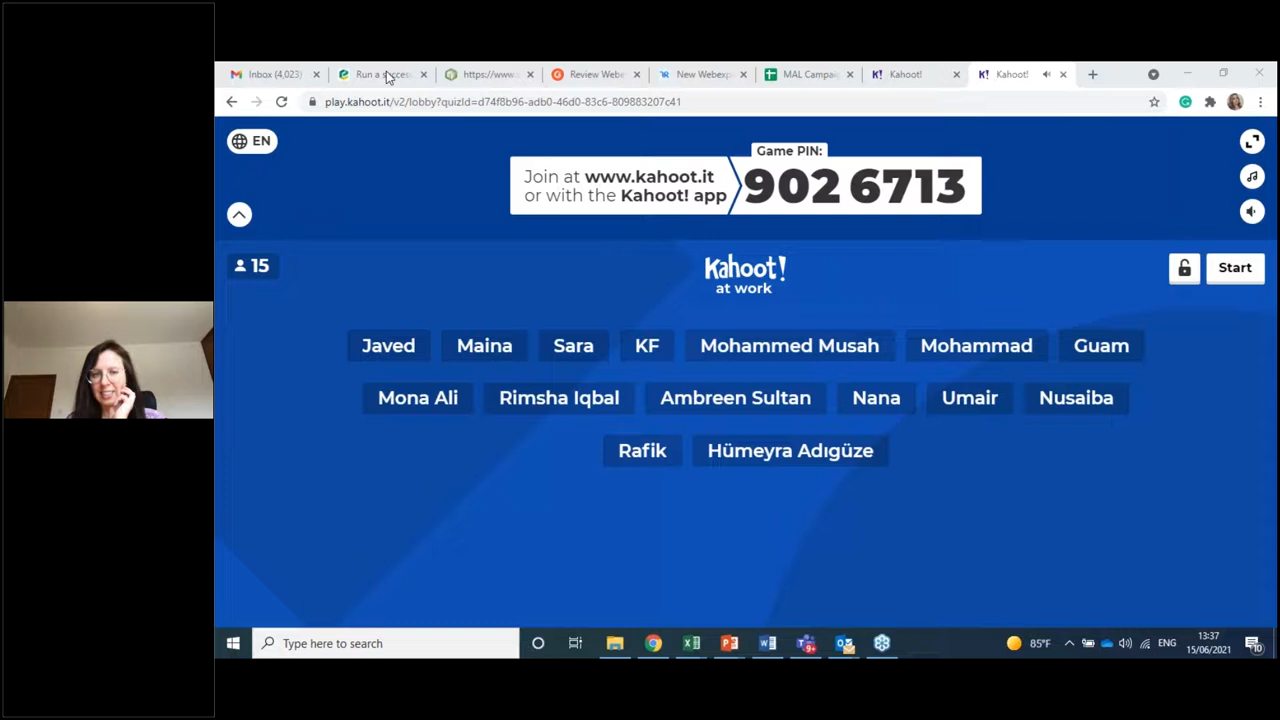 Inbox (4,023)
Run a success
https://www.
Review Webe
New Webexp
MAL Campai
Kahoot!
Kahoot!
play.kahoot.it/v2/lobby?quizId=d74f8b96-adb0-46d0-83c6-809883207c41
EN
Join at www.kahoot.it
or with the Kahoot! app
Game PIN:
902 6713
15
Kahoot!
at work
Start
Javed Maina Sara KF Mohammed Musah Mohammad Guam
Mona Ali Rimsha Iqbal Ambreen Sultan Nana Umair Nusaiba
Rafik Hümeyra Adıgüze
Type here to search
9+
85°F
ENG
13:37
15/06/2021
10